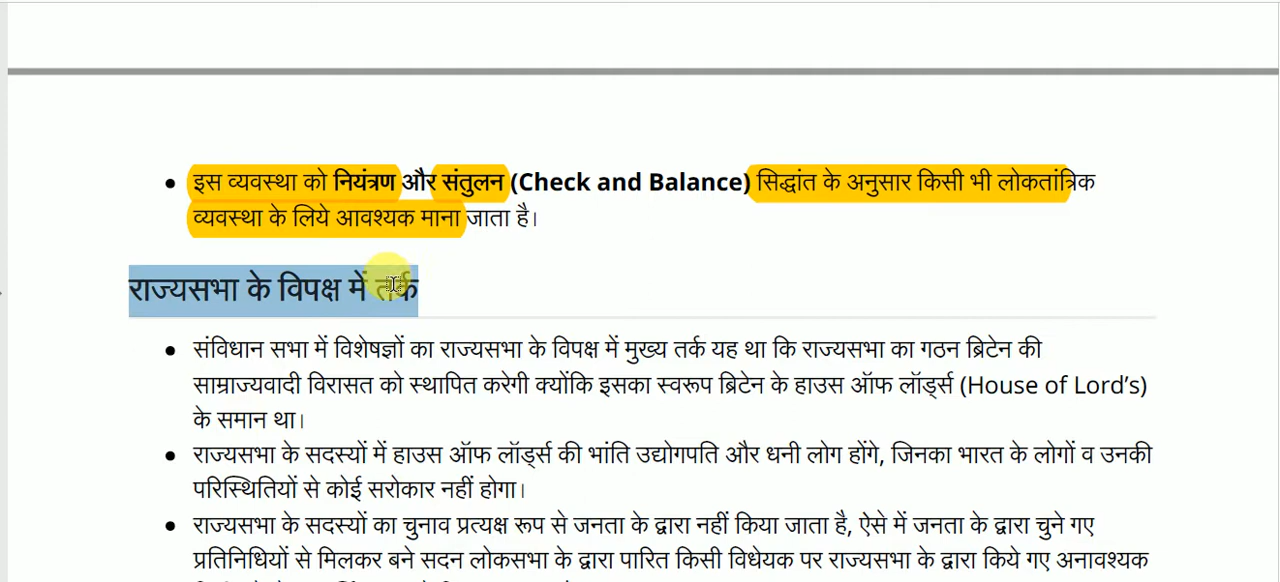 • इस व्यवस्था को नियंत्रण और संतुलन (Check and Balance) सिद्धांत के अनुसार किसी भी लोकतांत्रिक
व्यवस्था के लिये आवश्यक माना जाता है।
राज्यसभा के विपक्ष में तर्क
• संविधान सभा में विशेषज्ञों का राज्यसभा के विपक्ष में मुख्य तर्क यह था कि राज्यसभा का गठन ब्रिटेन की
साम्राज्यवादी विरासत को स्थापित करेगी क्योंकि इसका स्वरूप ब्रिटेन के हाउस ऑफ लॉर्ड्स (House of Lord’s)
के समान था।
• राज्यसभा के सदस्यों में हाउस ऑफ लॉर्ड्स की भांति उद्योगपति और धनी लोग होंगे, जिनका भारत के लोगों व उनकी
परिस्थितियों से कोई सरोकार नहीं होगा।
• राज्यसभा के सदस्यों का चुनाव प्रत्यक्ष रूप से जनता के द्वारा नहीं किया जाता है, ऐसे में जनता के द्वारा चुने गए
प्रतिनिधियों से मिलकर बने सदन लोकसभा के द्वारा पारित किसी विधेयक पर राज्यसभा के द्वारा किये गए अनावश्यक